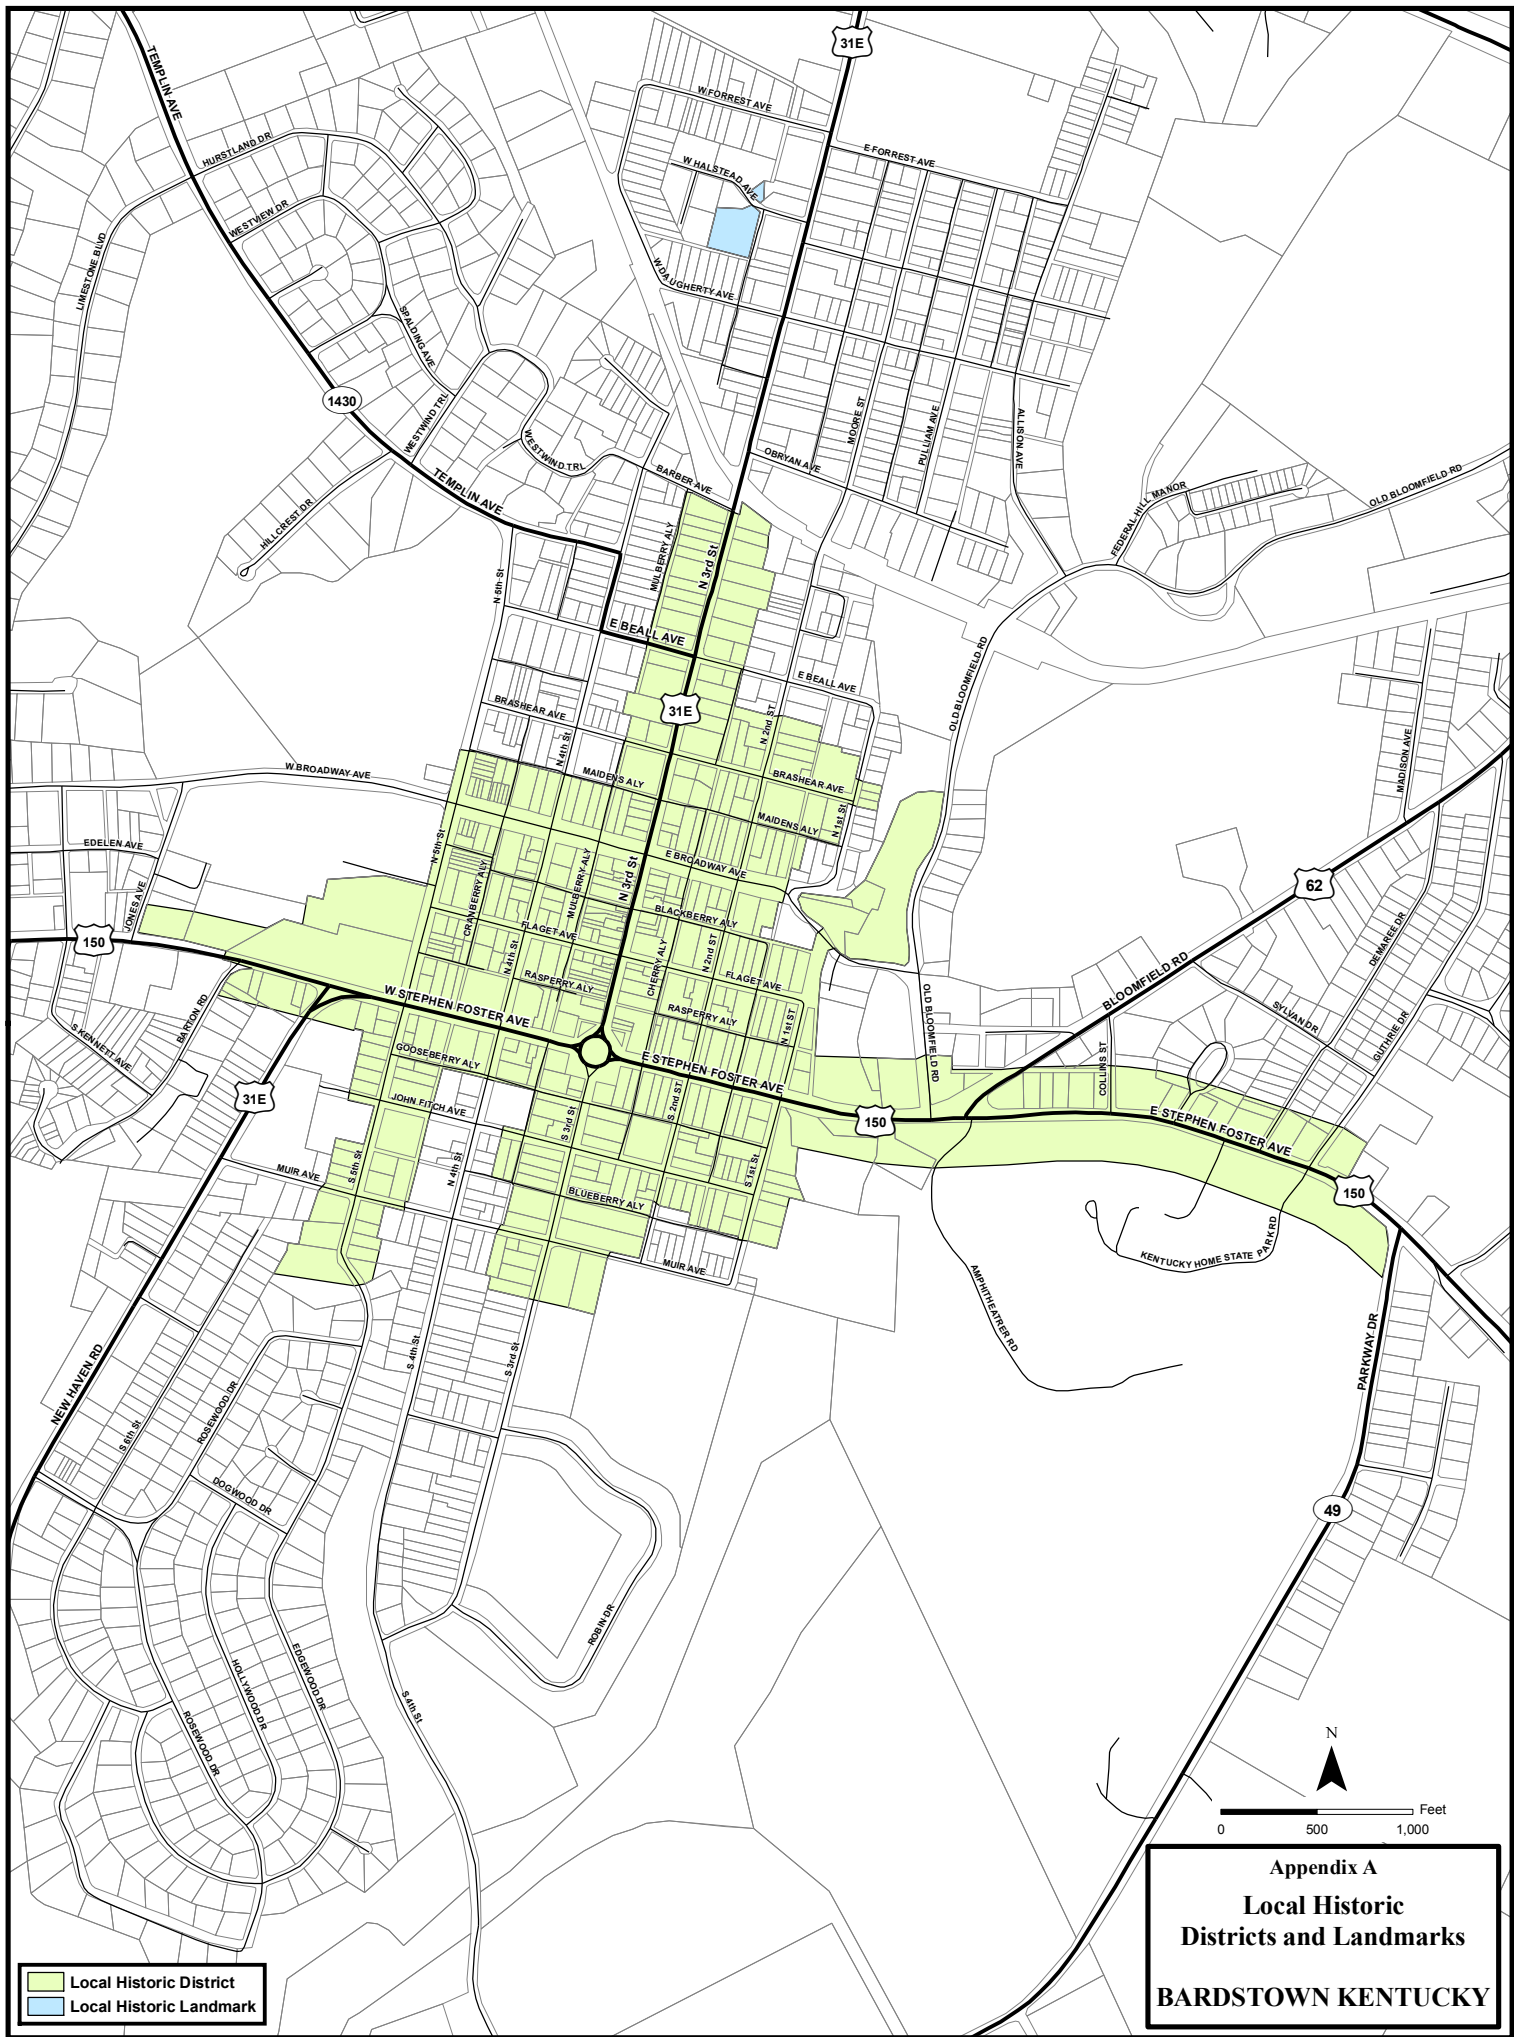 31E
TEMPLIN AVE
W FORREST AVE
HURSTLAND DR
E FORREST AVE
W HALSTEAD AVE
WESTVIEW DR
LIMESTONE BLVD
W DAUGHERTY AVE
SPALDING AVE
1430
WESTWIND TRL
MOORE ST
PULLIAM AVE
ALLISON AVE
WESTWIND TRL
OBRYAN AVE
BARBER AVE
TEMPLIN AVE
OLD BLOOMFIELD RD
FEDERAL HILL MANOR
HILLCREST DR
MULBERRY ALY
N 3rd St
N 5th St
E BEALL AVE
E BEALL AVE
OLD BLOOMFIELD RD
31E
BRASHEAR AVE
N 2nd ST
N 4th St
MADISON AVE
W BROADWAY AVE
MAIDENS ALY
BRASHEAR AVE
MAIDENS ALY
N 1st St
EDELEN AVE
N 5th St
E BROADWAY AVE
CRANBERRY ALY
MULBERRY ALY
N 3rd St
62
JONES AVE
BLACKBERRY ALY
FLAGET AVE
150
N 4th St
CHERRY ALY
N 2nd ST
DEMAREE DR
FLAGET AVE
RASPERRY ALY
BLOOMFIELD RD
W STEPHEN FOSTER AVE
OLD BLOOMFIELD RD
RASPERRY ALY
N 1st ST
SYLVAN DR
GUTHRIE DR
BARTON RD
S KENNETT AVE
GOOSEBERRY ALY
E STEPHEN FOSTER AVE
COLLINS ST
31E
JOHN FITCH AVE
S 3rd St
S 2nd ST
150
E STEPHEN FOSTER AVE
MUIR AVE
S 5th St
N 4th St
S 1st St
BLUEBERRY ALY
150
MUIR AVE
KENTUCKY HOME STATE PARK RD
AMPHITHEATRER RD
NEW HAVEN RD
S 4th St
S 3rd St
PARKWAY DR
ROSEWOOD DR
S 6th St
DOGWOOD DR
49
ROBIN DR
EDGEWOOD DR
HOLLYWOOD DR
ROSEWOOD DR
S 4th St
N
Feet
0 500 1,000
Appendix A
Local Historic
Districts and Landmarks
BARDSTOWN KENTUCKY
Local Historic District
Local Historic Landmark